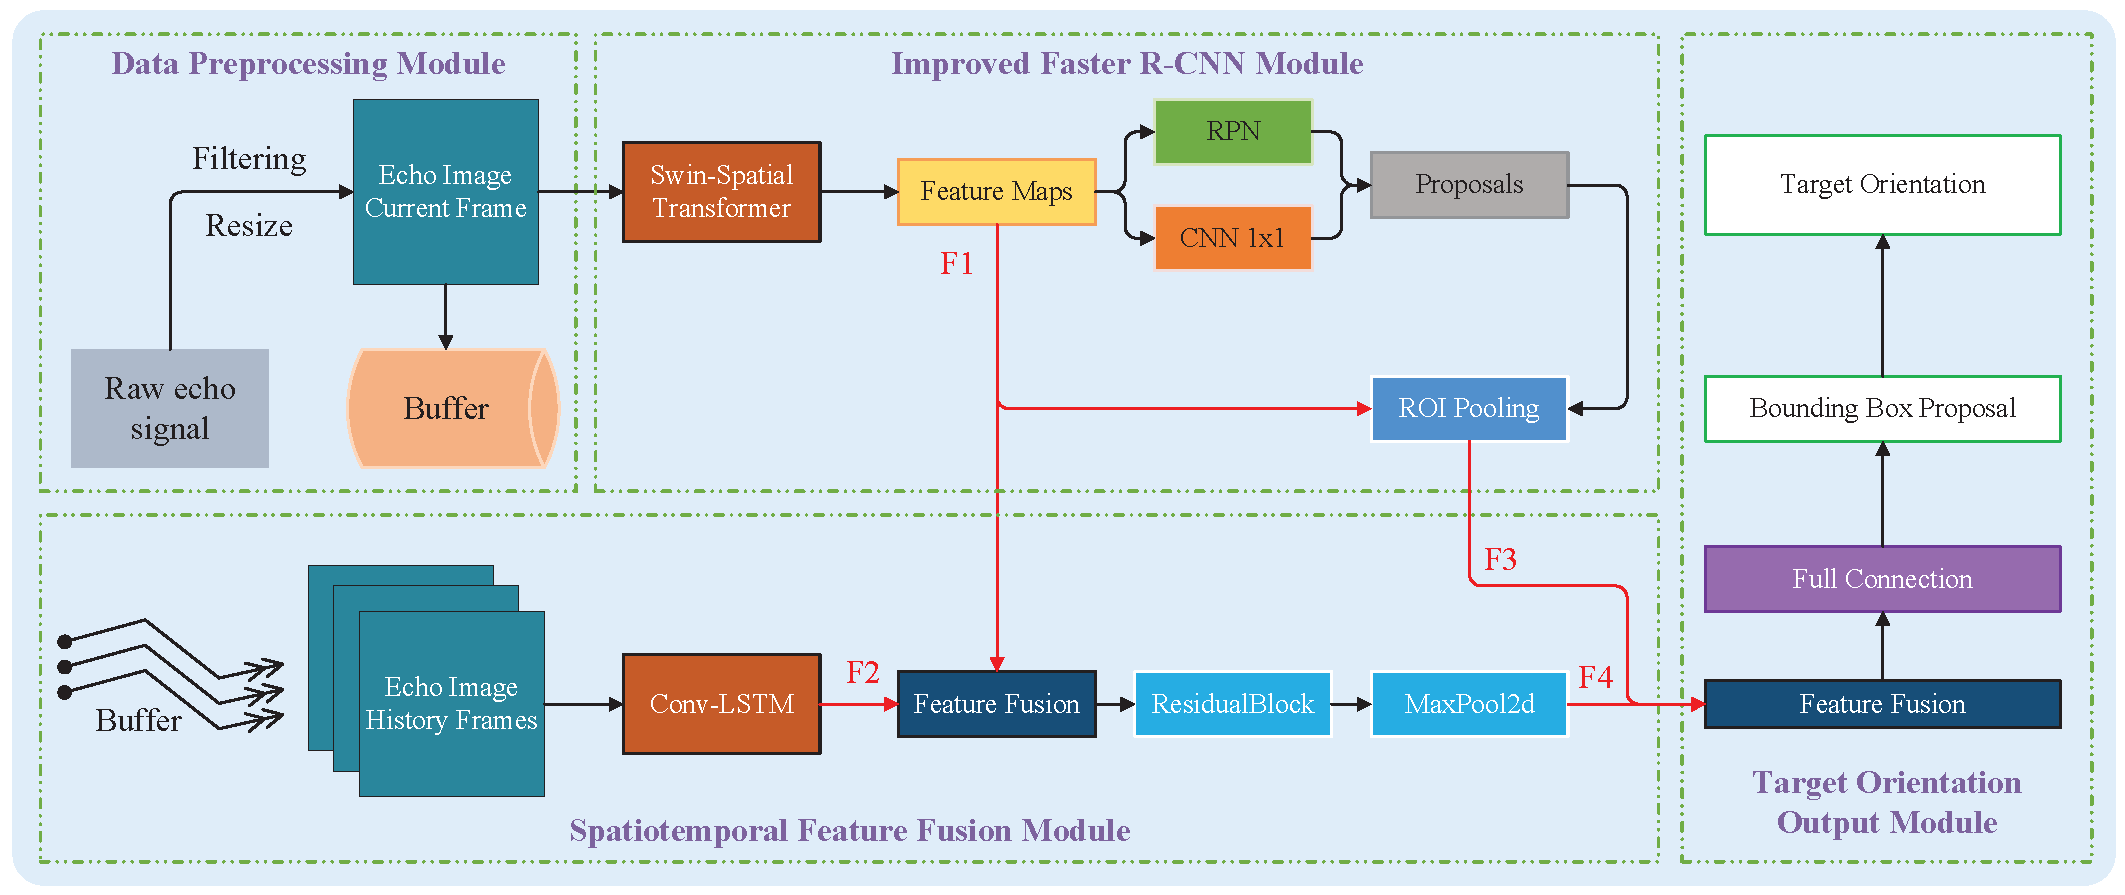 Data Preprocessing Module
Filtering
Resize
Echo Image
Current Frame
Raw echo
signal
Buffer
Improved Faster R-CNN Module
Swin-Spatial
Transformer
Feature Maps
RPN
CNN 1x1
Proposals
F1
ROI Pooling
Buffer
Echo Image
History Frames
Conv-LSTM
F2
Feature Fusion
ResidualBlock
MaxPool2d
F3
F4
Spatiotemporal Feature Fusion Module
Target Orientation
Bounding Box Proposal
Full Connection
Feature Fusion
Target Orientation
Output Module